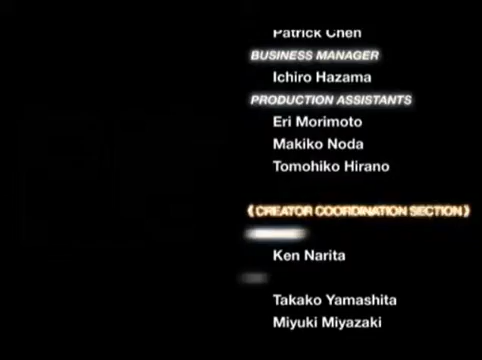 Patrick Chen
BUSINESS MANAGER
Ichiro Hazama
PRODUCTION ASSISTANTS
Eri Morimoto
Makiko Noda
Tomohiko Hirano
《CREATOR COORDINATION SECTION》
Ken Narita
Takako Yamashita
Miyuki Miyazaki